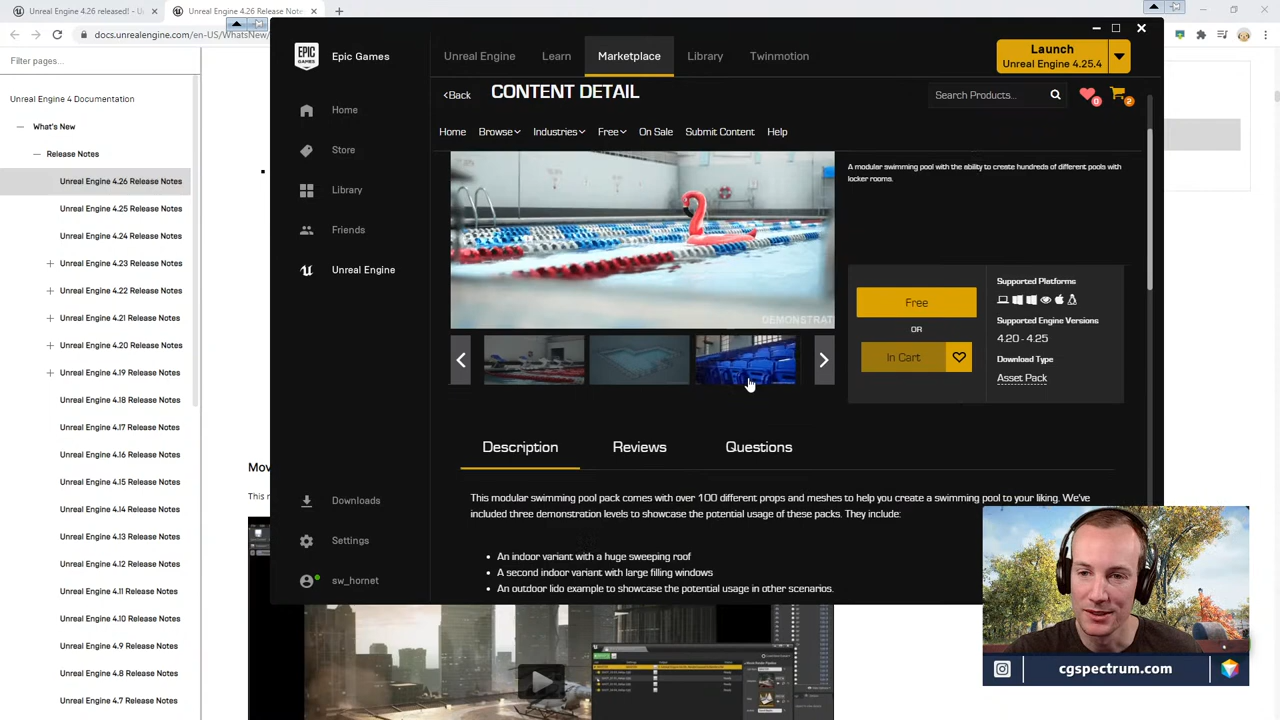 Unreal Engine 4.26 released! - Un
Unreal Engine 4.26 Release Notes
docs.unrealengine.com/en-US/WhatsNew/
Filter pages...
Unreal Engine 4 Documentation
What's New
Release Notes
Unreal Engine 4.26 Release Notes
Unreal Engine 4.25 Release Notes
Unreal Engine 4.24 Release Notes
Unreal Engine 4.23 Release Notes
Unreal Engine 4.22 Release Notes
Unreal Engine 4.21 Release Notes
Unreal Engine 4.20 Release Notes
Unreal Engine 4.19 Release Notes
Unreal Engine 4.18 Release Notes
Unreal Engine 4.17 Release Notes
Unreal Engine 4.16 Release Notes
Unreal Engine 4.15 Release Notes
Unreal Engine 4.14 Release Notes
Unreal Engine 4.13 Release Notes
Unreal Engine 4.12 Release Notes
Unreal Engine 4.11 Release Notes
Unreal Engine 4.10 Release Notes
Unreal Engine 4.9 Release Notes
Unreal Engine 4.8 Release Notes
Unreal Engine 4.7 Release Notes
Mov
This r
EPIC GAMES
Epic Games
Home
Store
Library
Friends
Unreal Engine
Downloads
Settings
sw_hornet
Unreal Engine
Learn
Marketplace
Library
Twinmotion
Launch
Unreal Engine 4.25.4
<Back
CONTENT DETAIL
Search Products...
0
2
Home
Browse
Industries
Free
On Sale
Submit Content
Help
A modular swimming pool with the ability to create hundreds of different pools with
locker rooms.
DEMONSTRAT
Free
OR
In Cart
Supported Platforms
Supported Engine Versions
4.20 - 4.25
Download Type
Asset Pack
Description
Reviews
Questions
This modular swimming pool pack comes with over 100 different props and meshes to help you create a swimming pool to your liking. We've
included three demonstration levels to showcase the potential usage of these packs. They include:
An indoor variant with a huge sweeping roof
A second indoor variant with large filling windows
An outdoor lido example to showcase the potential usage in other scenarios.
cgspectrum.com